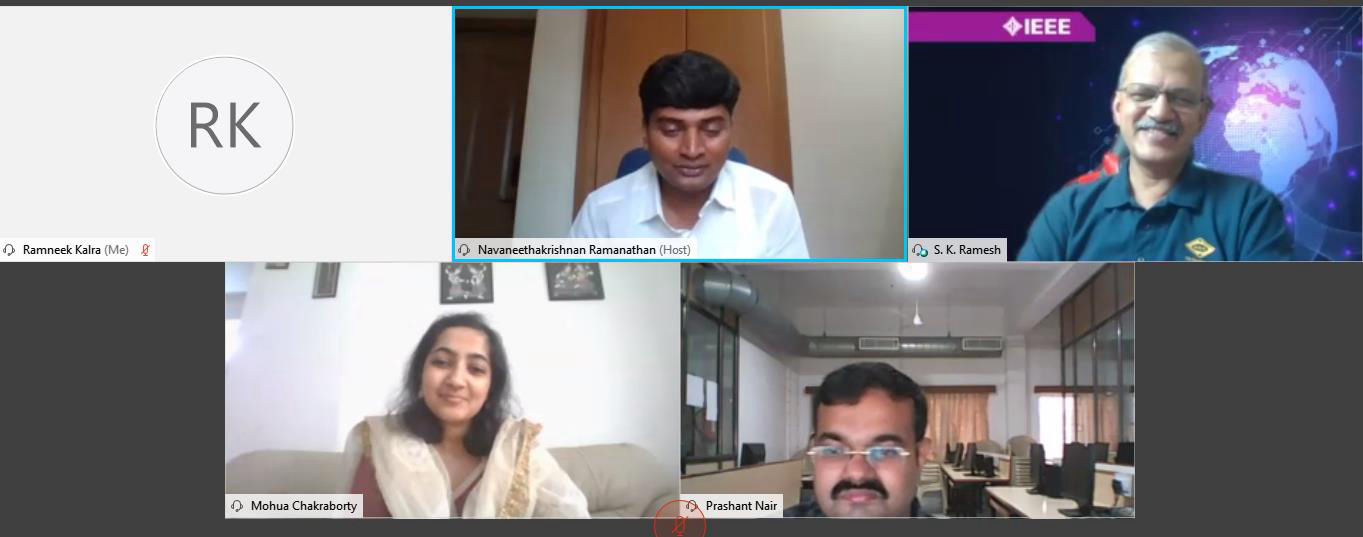 RK
IEEE
Ramneek Kalra (Me)
Navaneethakrishnan Ramanathan (Host)
S. K. Ramesh
Mohua Chakraborty
Prashant Nair